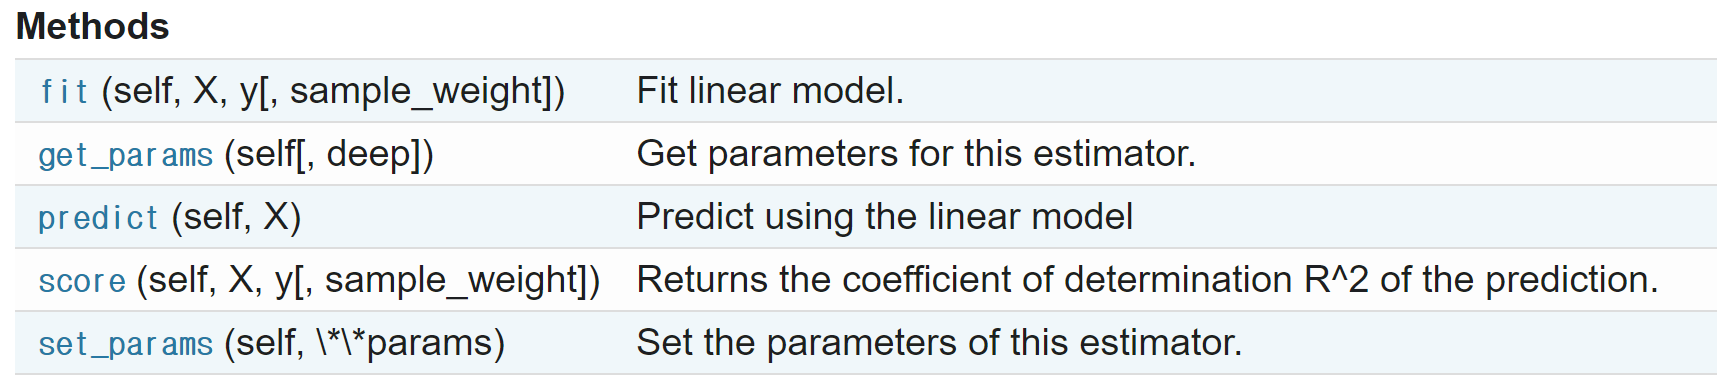 Methods
fit (self, X, y[, sample_weight]) Fit linear model.
get_params (self[, deep]) Get parameters for this estimator.
predict (self, X) Predict using the linear model
score (self, X, y[, sample_weight]) Returns the coefficient of determination R^2 of the prediction.
set_params (self, \*\*params) Set the parameters of this estimator.